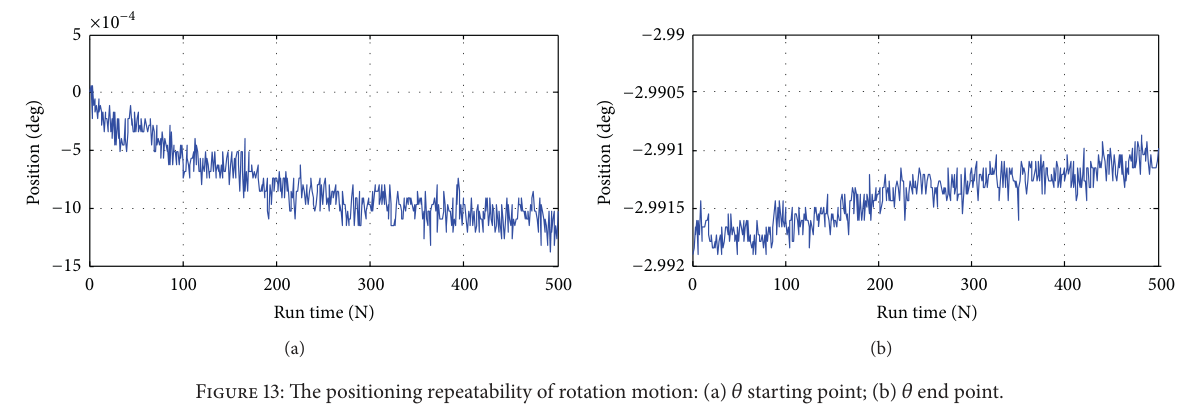 ×10⁻⁴
5
0
−5
−10
−15
Position (deg)
0 100 200 300 400 500
Run time (N)
(a)
−2.99
−2.9905
−2.991
−2.9915
−2.992
Position (deg)
0 100 200 300 400 500
Run time (N)
(b)
FIGURE 13: The positioning repeatability of rotation motion: (a) θ starting point; (b) θ end point.